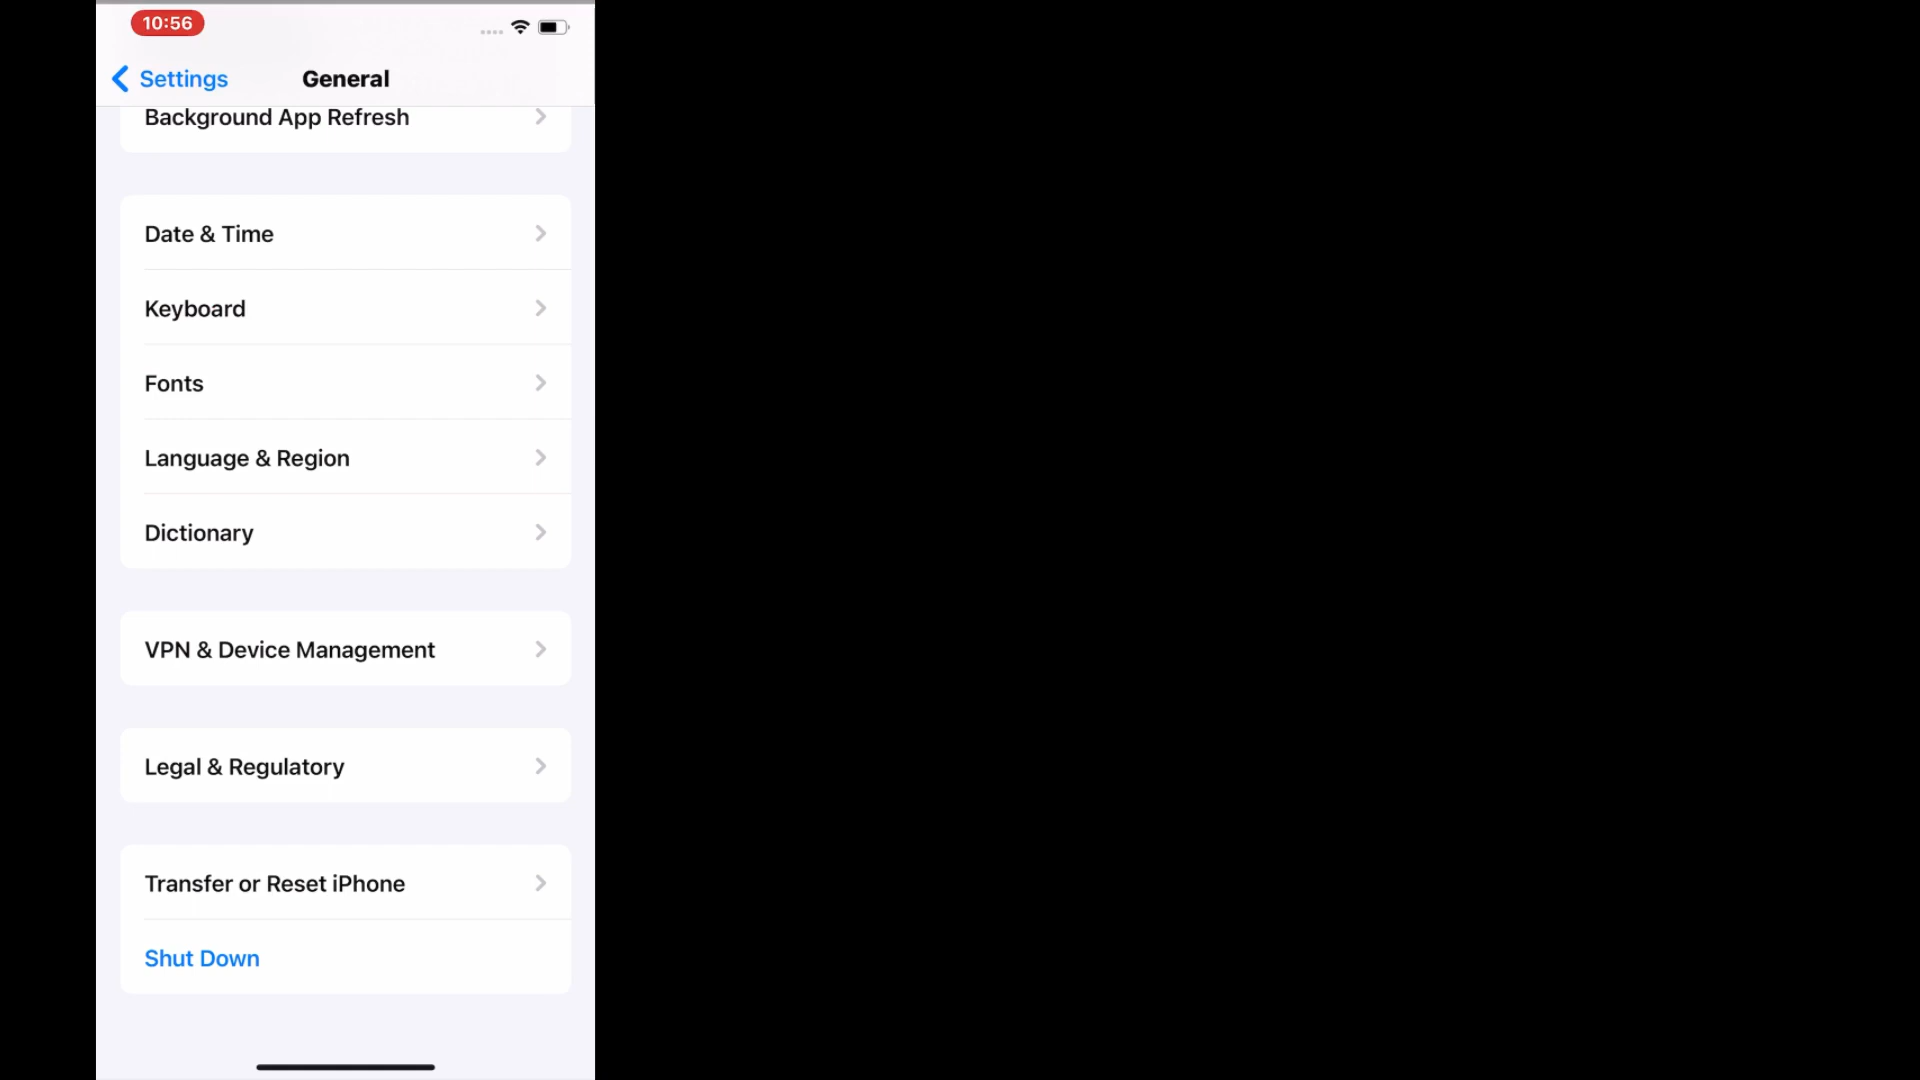 10:56
Settings
General
Background App Refresh
Date & Time
Keyboard
Fonts
Language & Region
Dictionary
VPN & Device Management
Legal & Regulatory
Transfer or Reset iPhone
Shut Down